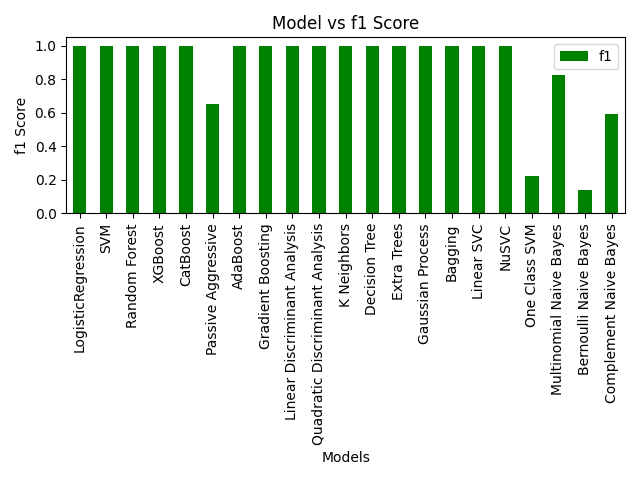 Model vs f1 Score
f1 Score
1.0
0.8
0.6
0.4
0.2
0.0
f1
LogisticRegression
SVM
Random Forest
XGBoost
CatBoost
Passive Aggressive
AdaBoost
Gradient Boosting
Linear Discriminant Analysis
Quadratic Discriminant Analysis
K Neighbors
Decision Tree
Extra Trees
Gaussian Process
Bagging
Linear SVC
NuSVC
One Class SVM
Multinomial Naive Bayes
Bernoulli Naive Bayes
Complement Naive Bayes
Models